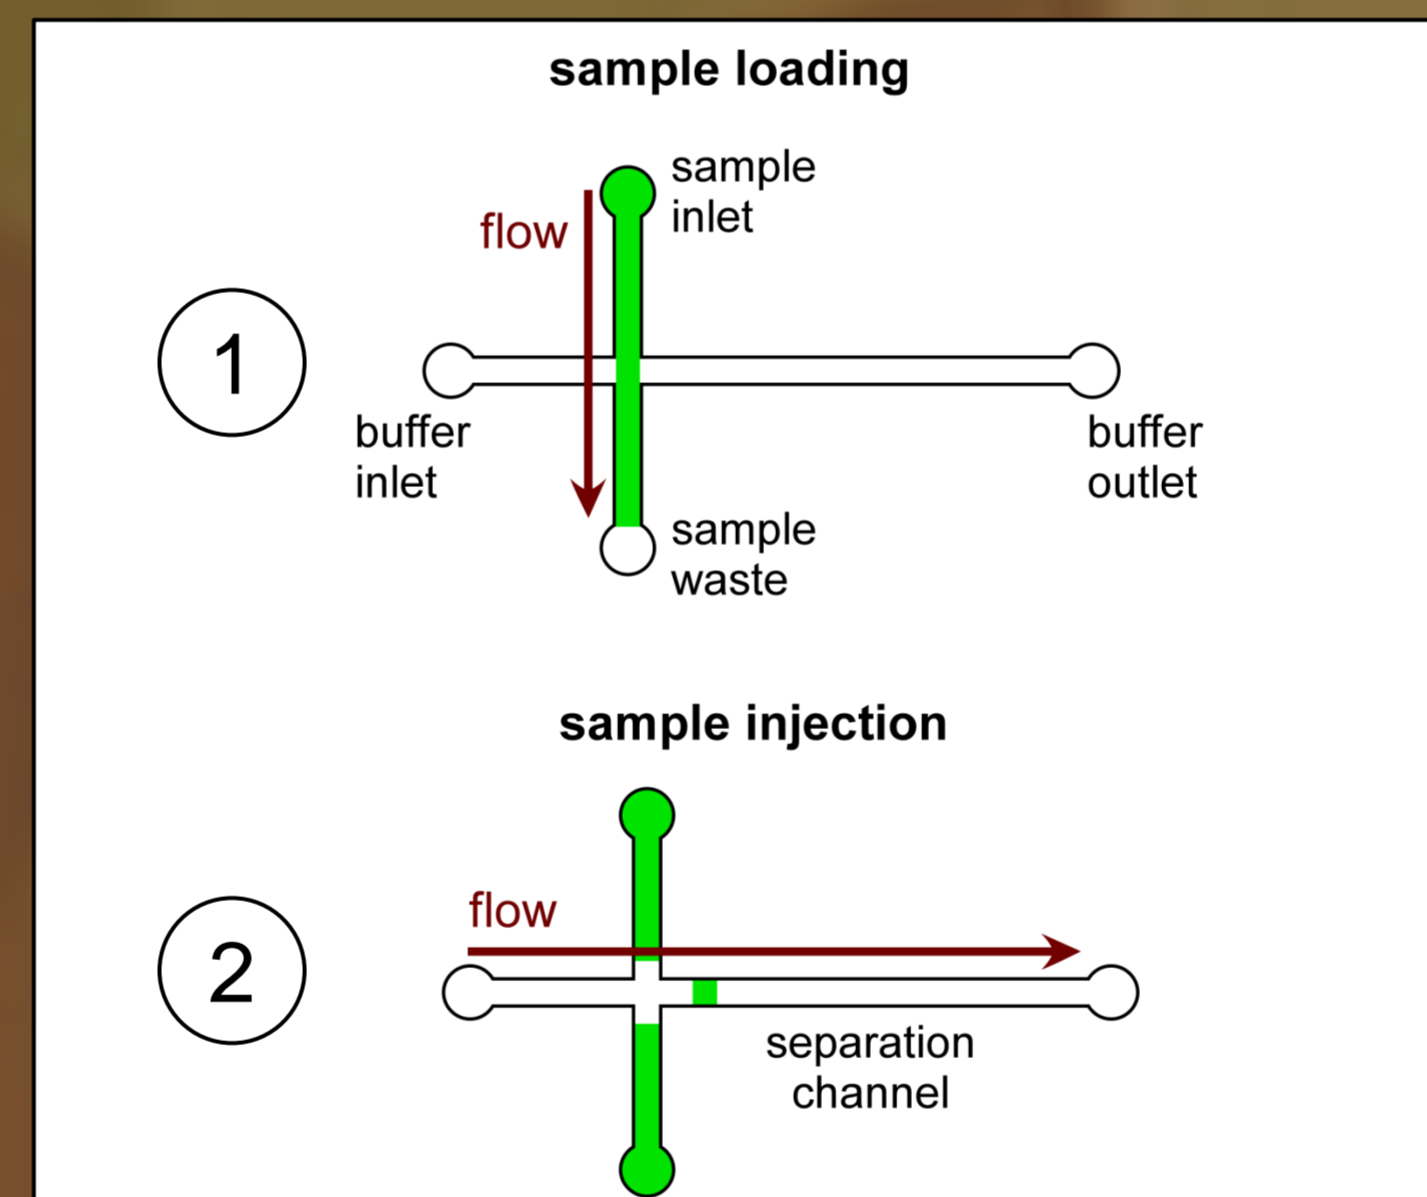 sample loading
sample
inlet
flow
1
buffer
inlet
buffer
outlet
sample
waste
sample injection
flow
2
separation
channel